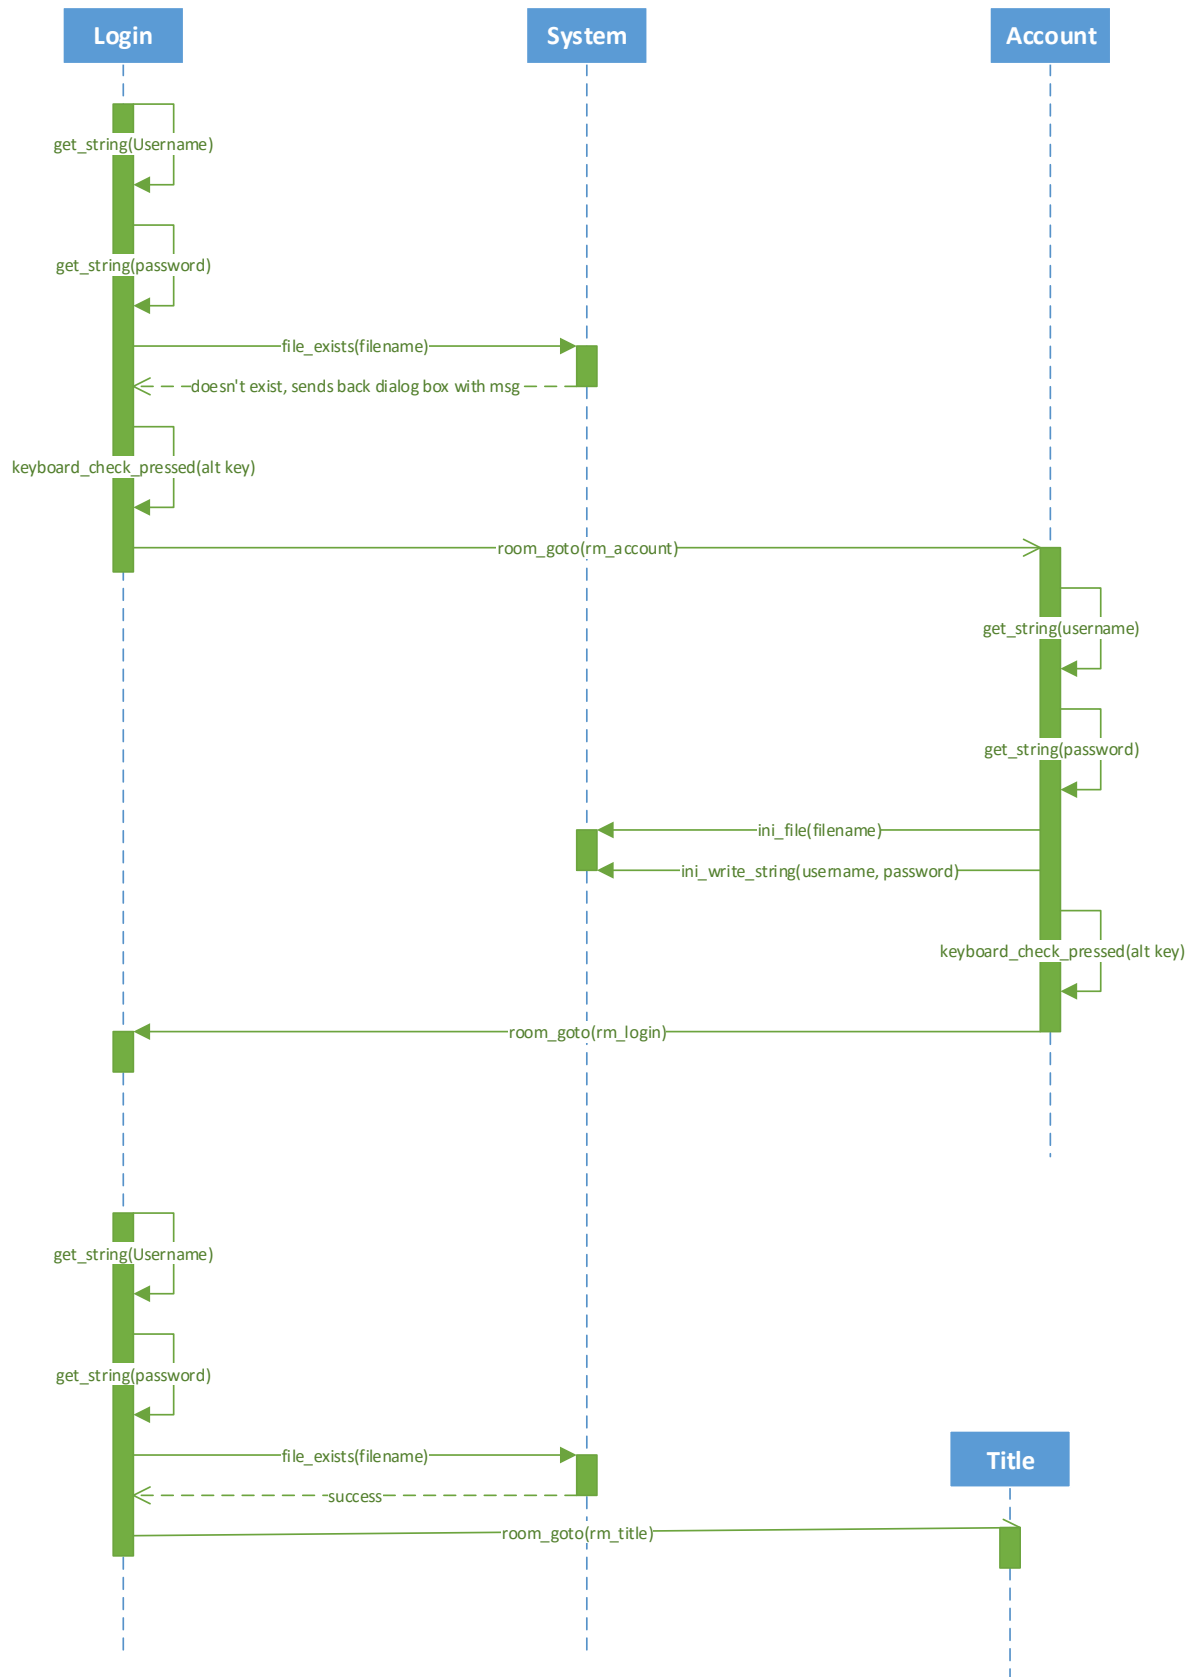 Login
System
Account
get_string(Username)
get_string(password)
file_exists(filename)
doesn't exist, sends back dialog box with msg
keyboard_check_pressed(alt key)
room_goto(rm_account)
get_string(username)
get_string(password)
ini_file(filename)
ini_write_string(username, password)
keyboard_check_pressed(alt key)
room_goto(rm_login)
get_string(Username)
get_string(password)
file_exists(filename)
Title
success
room_goto(rm_title)